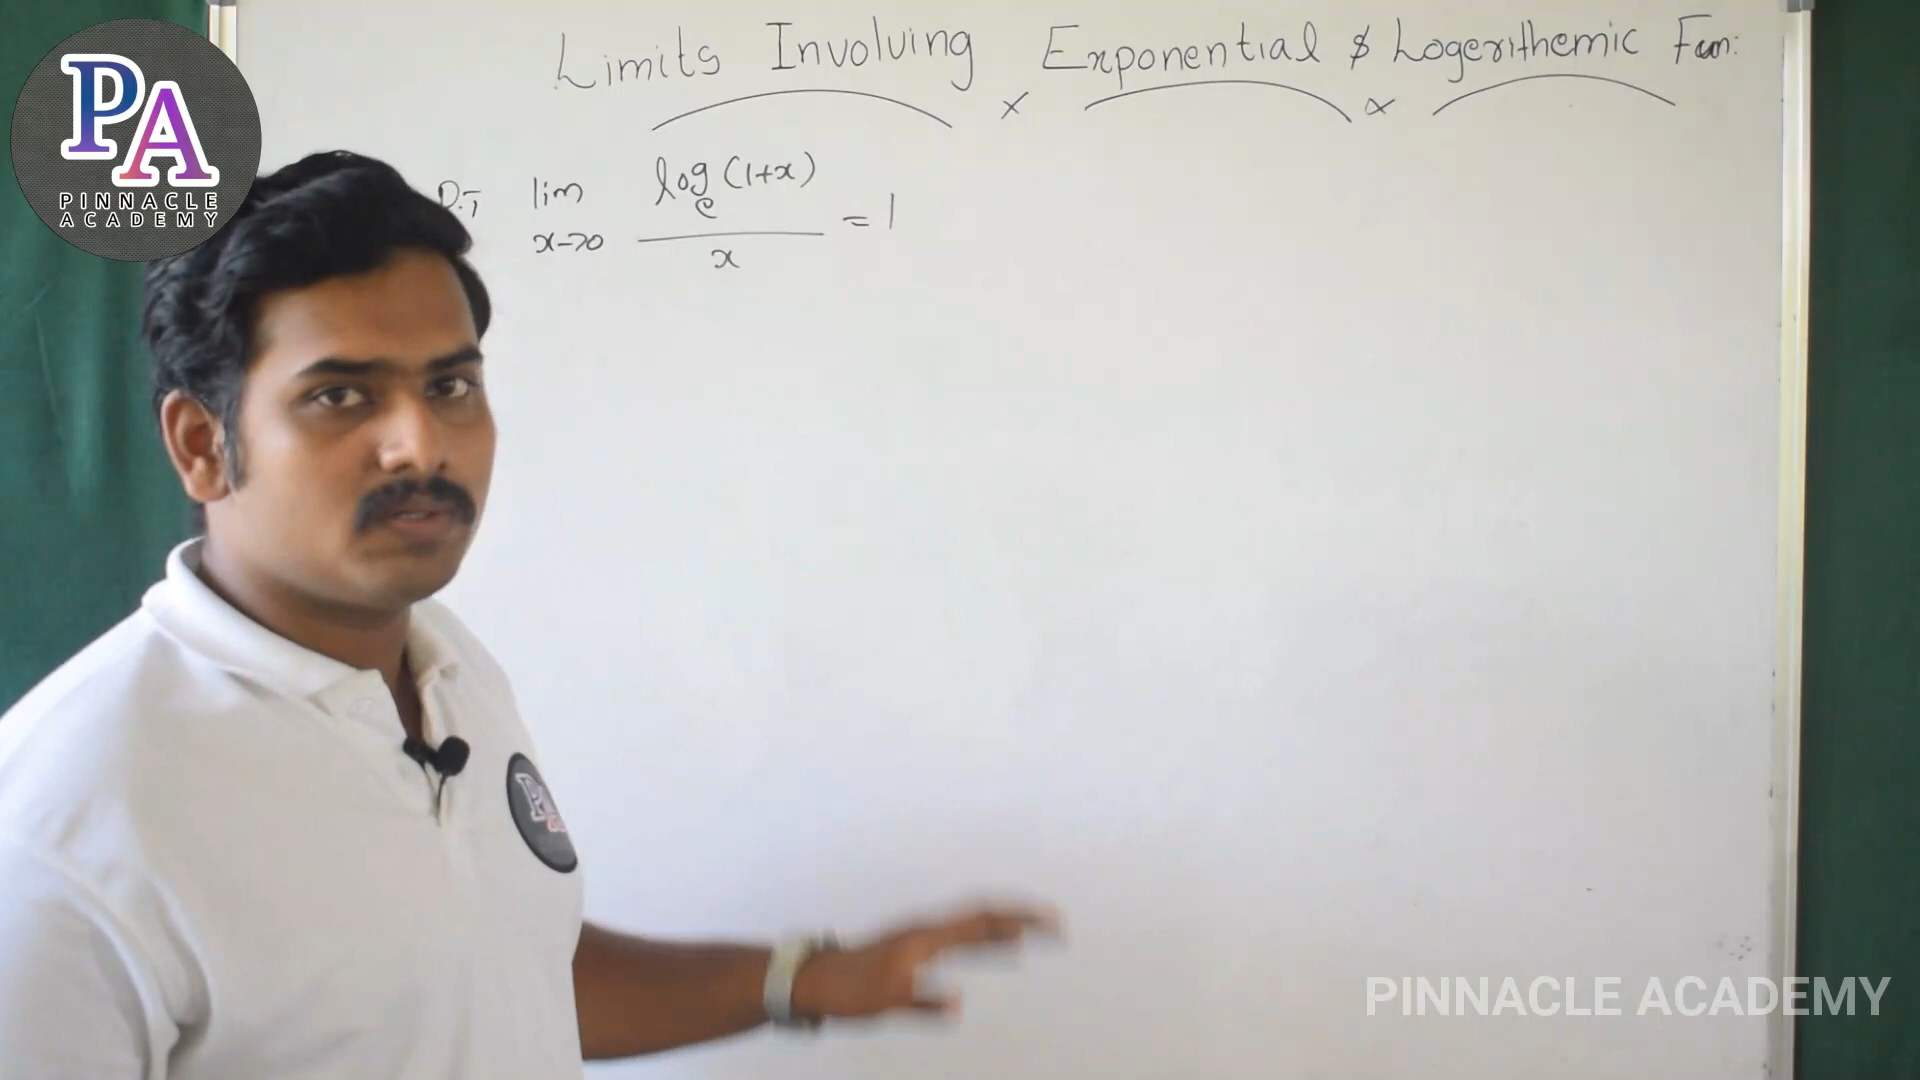 PA
PINNACLE
ACADEMY
Limits Involving Exponential & Logerithemic Fun:
P.T lim log e (1+x)
x->0 x = 1
PINNACLE ACADEMY